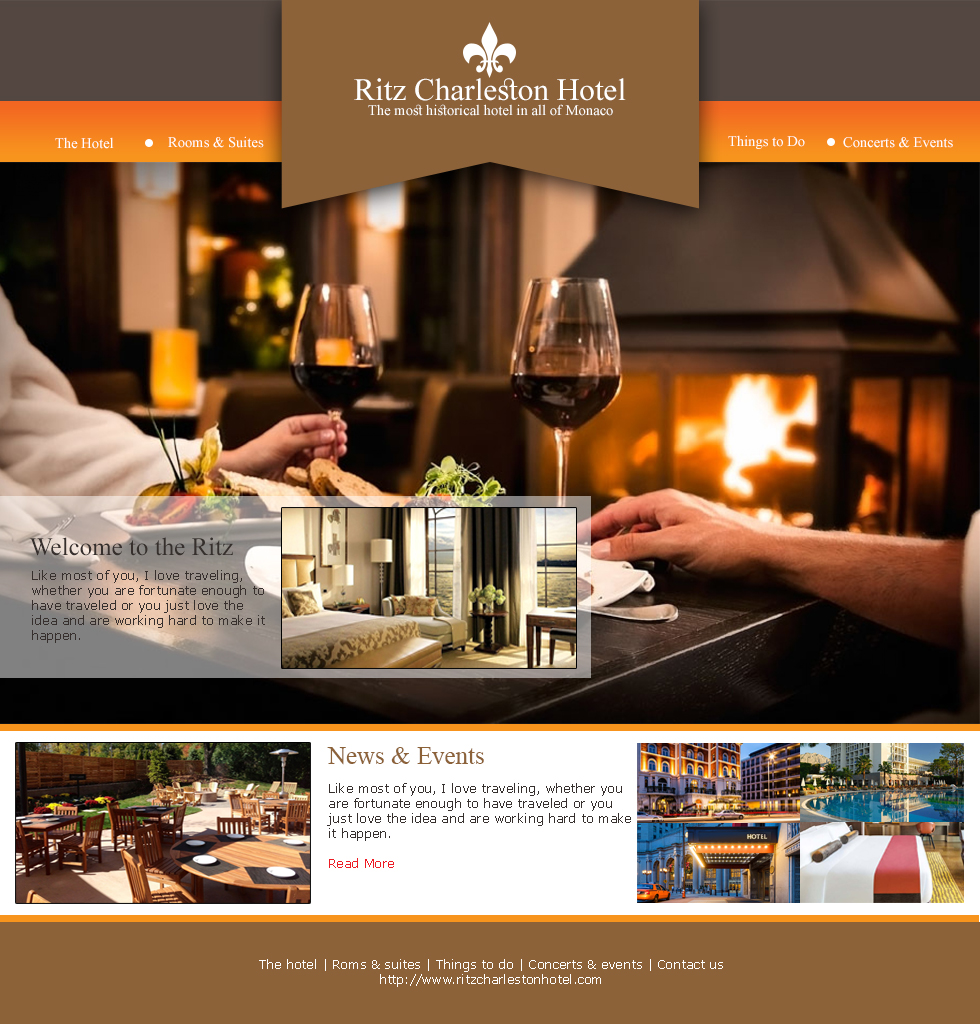 Ritz Charleston Hotel
The most historical hotel in all of Monaco
The Hotel
Rooms & Suites
Things to Do
Concerts & Events
Welcome to the Ritz
Like most of you, I love traveling,
whether you are fortunate enough to
have traveled or you just love the
idea and are working hard to make it
happen.
News & Events
Like most of you, I love traveling, whether you
are fortunate enough to have traveled or you
just love the idea and are working hard to make
it happen.
Read More
HOTEL
The hotel | Roms & suites | Things to do | Concerts & events | Contact us
http://www.ritzcharlestonhotel.com